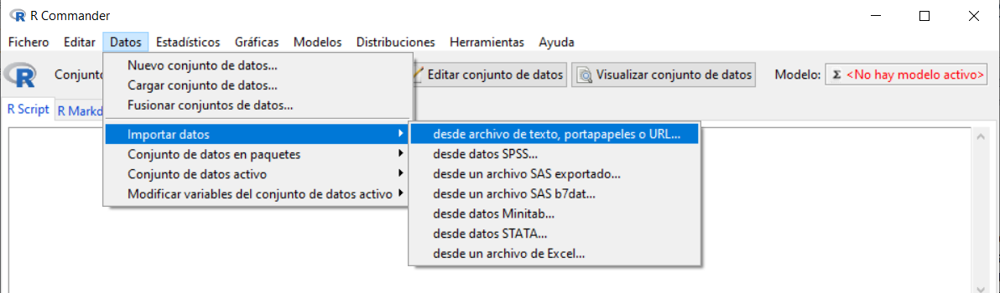 R Commander
Fichero Editar Datos Estadísticos Gráficas Modelos Distribuciones Herramientas Ayuda
R Conjunto Editar conjunto de datos Visualizar conjunto de datos Modelo: Σ <No hay modelo activo>
R Script R Markd
Nuevo conjunto de datos...
Cargar conjunto de datos...
Fusionar conjuntos de datos...
Importar datos
Conjunto de datos en paquetes
Conjunto de datos activo
Modificar variables del conjunto de datos activo
desde archivo de texto, portapapeles o URL...
desde datos SPSS...
desde un archivo SAS exportado...
desde un archivo SAS b7dat...
desde datos Minitab...
desde datos STATA...
desde un archivo de Excel...